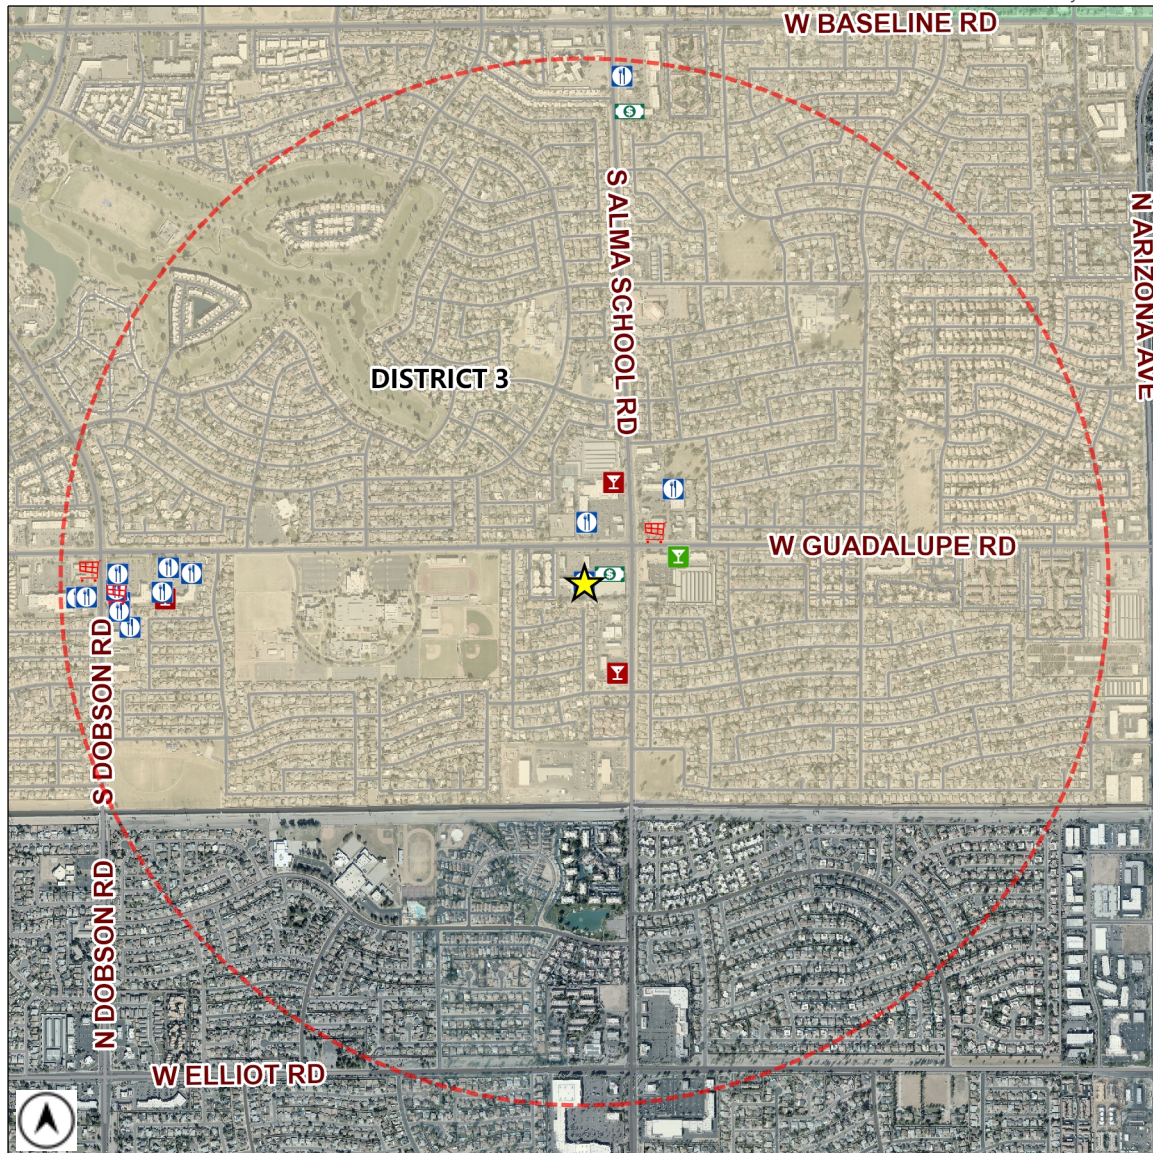 W BASELINE RD
S ALMA SCHOOL RD
N ARIZONA AVE
DISTRICT 3
W GUADALUPE RD
S DOBSON RD
N DOBSON RD
W ELLIOT RD
$
$